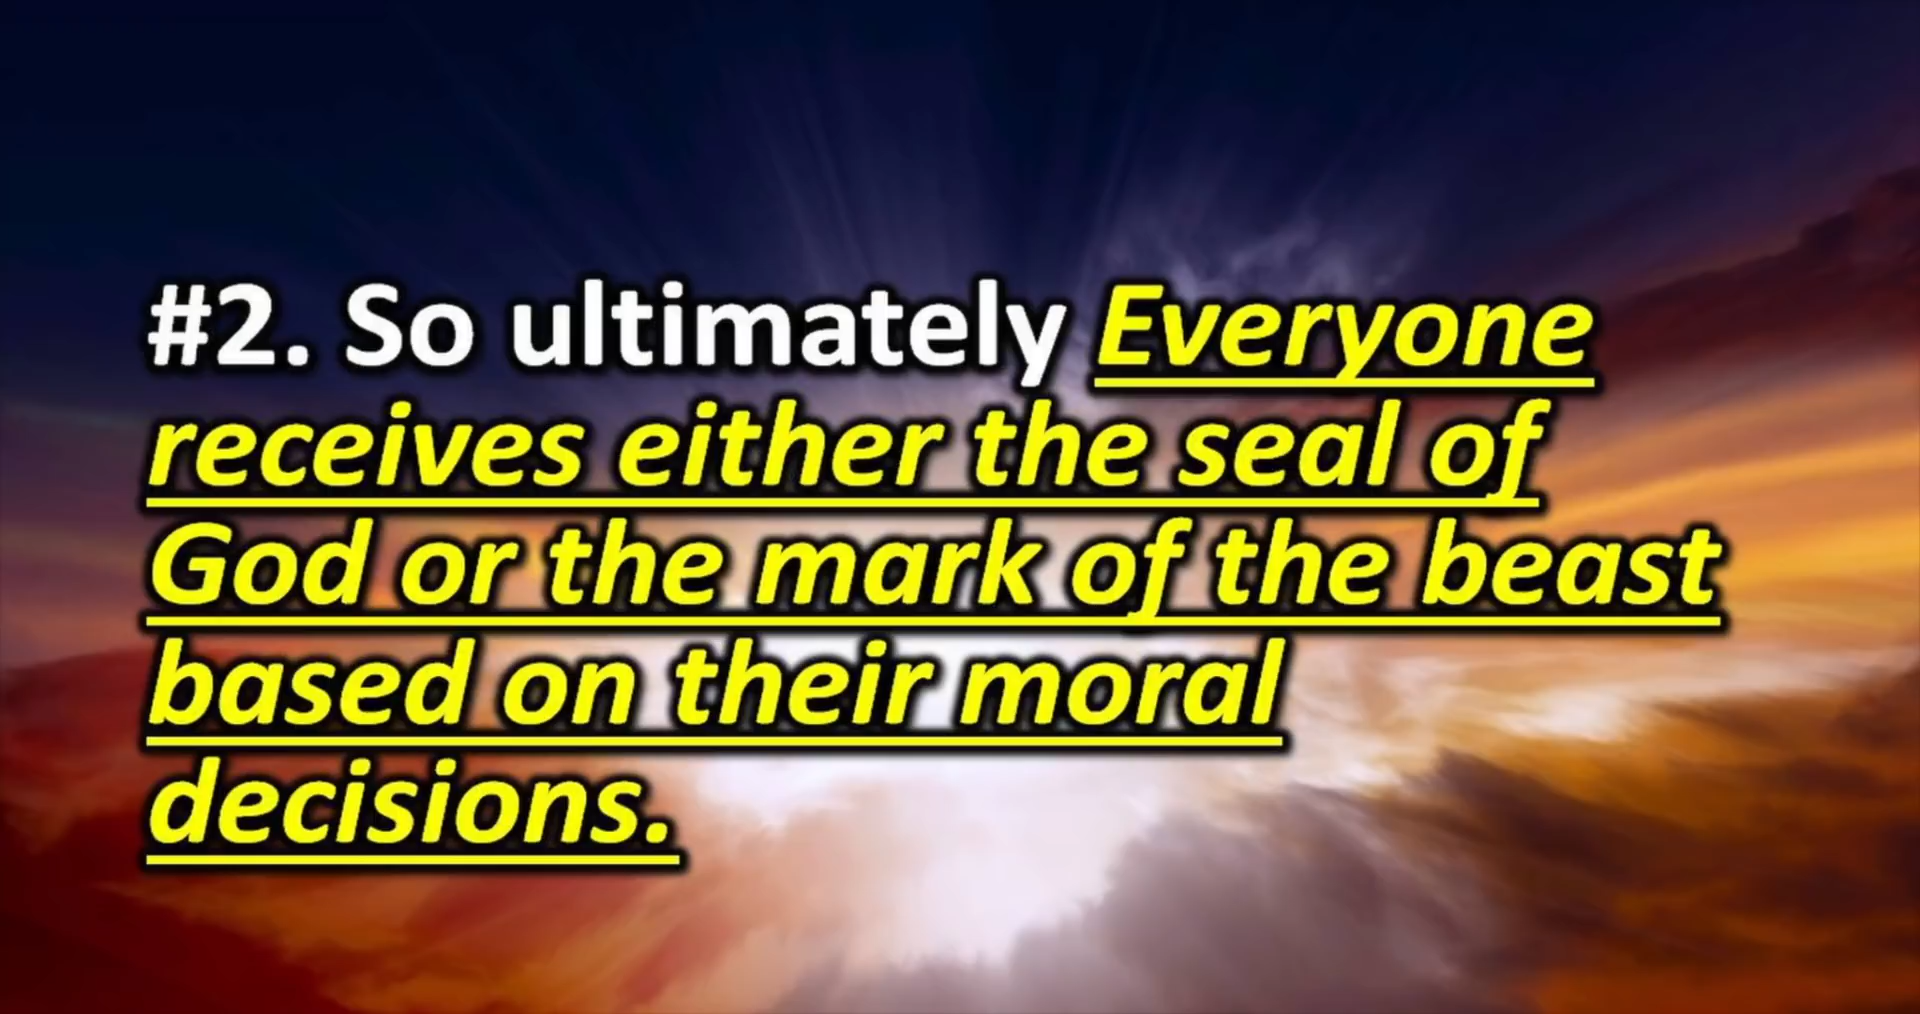 #2. So ultimately Everyone
receives either the seal of
God or the mark of the beast
based on their moral
decisions.